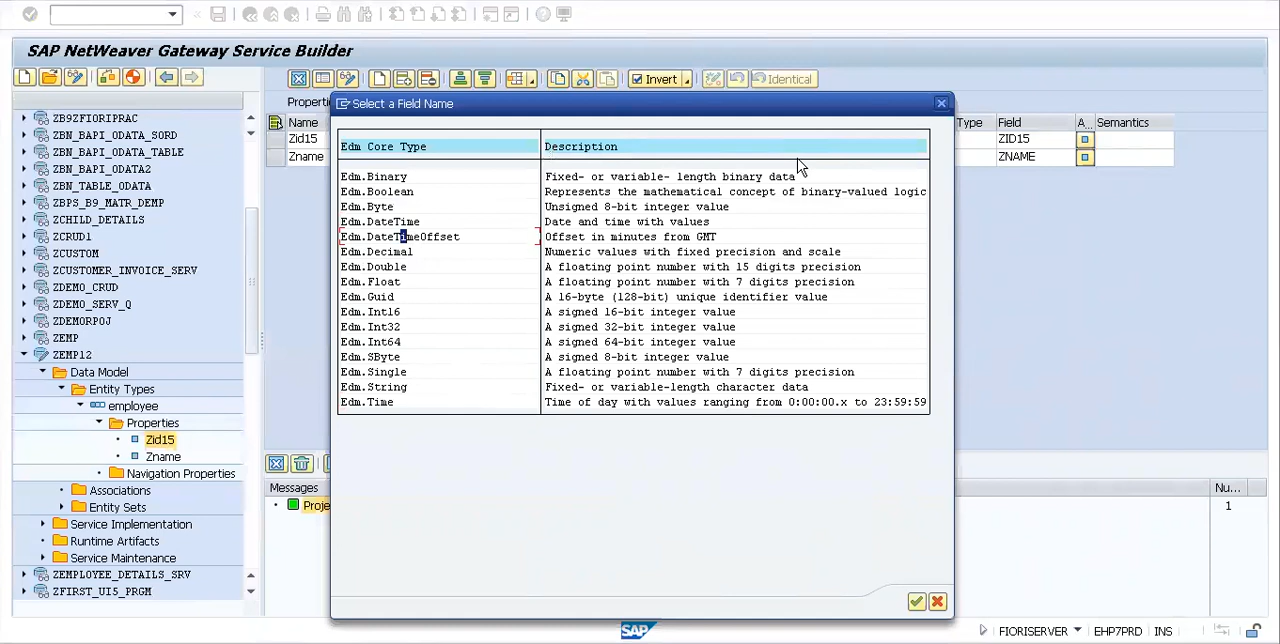 SAP NetWeaver Gateway Service Builder
Invert
Identical
Properti
Select a Field Name
Name
Type
Field
A..
Semantics
Zid15
ZID15
Zname
ZNAME
Edm Core Type
Description
Edm.Binary
Fixed- or variable- length binary data
Edm.Boolean
Represents the mathematical concept of binary-valued logic
Edm.Byte
Unsigned 8-bit integer value
Edm.DateTime
Date and time with values
Edm.DateTimeOffset
Offset in minutes from GMT
Edm.Decimal
Numeric values with fixed precision and scale
Edm.Double
A floating point number with 15 digits precision
Edm.Float
A floating point number with 7 digits precision
Edm.Guid
A 16-byte (128-bit) unique identifier value
Edm.Int16
A signed 16-bit integer value
Edm.Int32
A signed 32-bit integer value
Edm.Int64
A signed 64-bit integer value
Edm.SByte
A signed 8-bit integer value
Edm.Single
A floating point number with 7 digits precision
Edm.String
Fixed- or variable-length character data
Edm.Time
Time of day with values ranging from 0:00:00.x to 23:59:59
ZB9ZFIORIPRAC
ZBN_BAPI_ODATA_SORD
ZBN_BAPI_ODATA_TABLE
ZBN_BAPI_ODATA2
ZBN_TABLE_ODATA
ZBPS_B9_MATR_DEMP
ZCHILD_DETAILS
ZCRUD1
ZCUSTOM
ZCUSTOMER_INVOICE_SERV
ZDEMO_CRUD
ZDEMO_SERV_Q
ZDEMORPOJ
ZEMP
ZEMP12
Data Model
Entity Types
employee
Properties
Zid15
Zname
Navigation Properties
Associations
Entity Sets
Service Implementation
Runtime Artifacts
Service Maintenance
ZEMPLOYEE_DETAILS_SRV
ZFIRST_UI5_PRGM
Messages
Nu...
Proje
1
SAP
FIORISERVER
EHP7PRD
INS